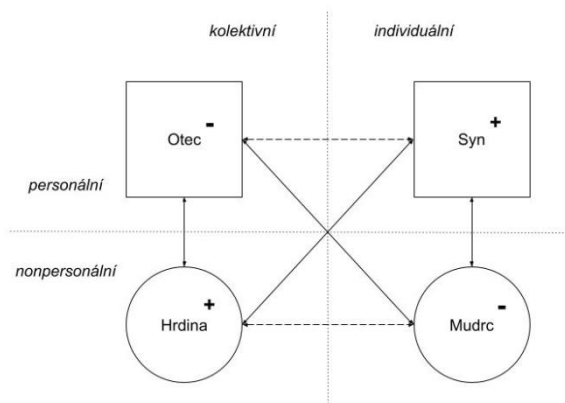 kolektivní
individuální
Otec -
Syn +
personální
nonpersonální
Hrdina +
Mudrc -